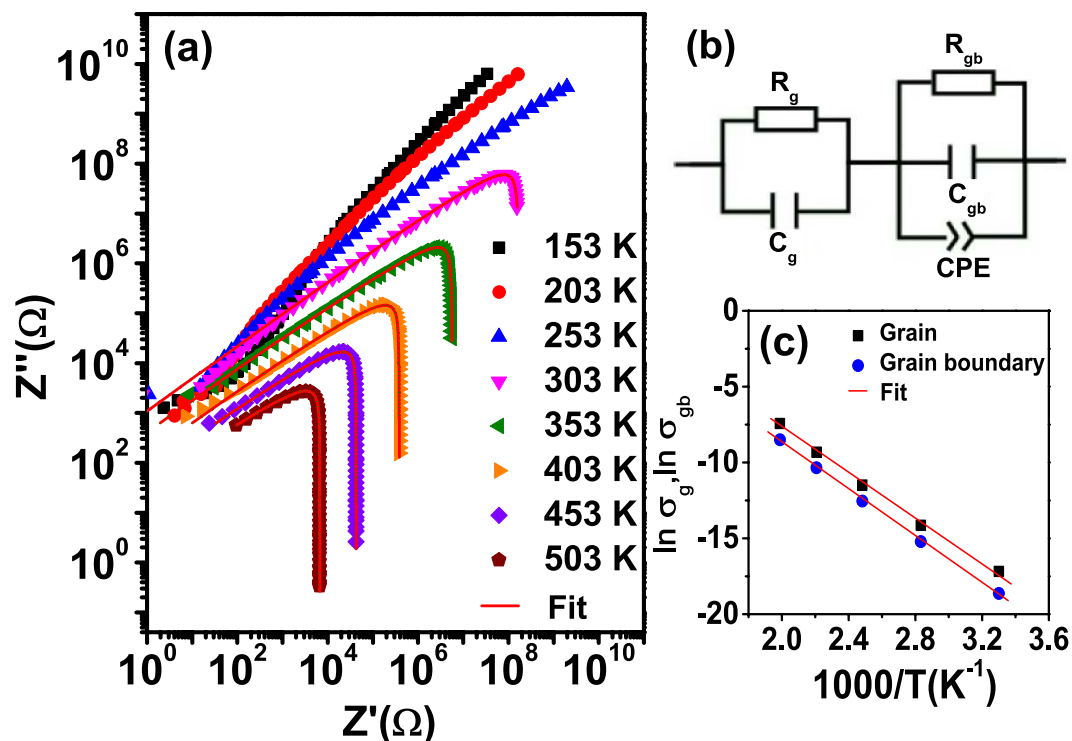 (a)
Z''(Ω)
10^10
10^8
10^6
10^4
10^2
10^0
10^0 10^2 10^4 10^6 10^8 10^10
Z'(Ω)
153 K
203 K
253 K
303 K
353 K
403 K
453 K
503 K
Fit
(b)
R_g
C_g
R_gb
C_gb
CPE
(c)
ln σ_g,ln σ_gb
-0
-5
-10
-15
-20
Grain
Grain boundary
Fit
2.0 2.4 2.8 3.2 3.6
1000/T(K^-1)